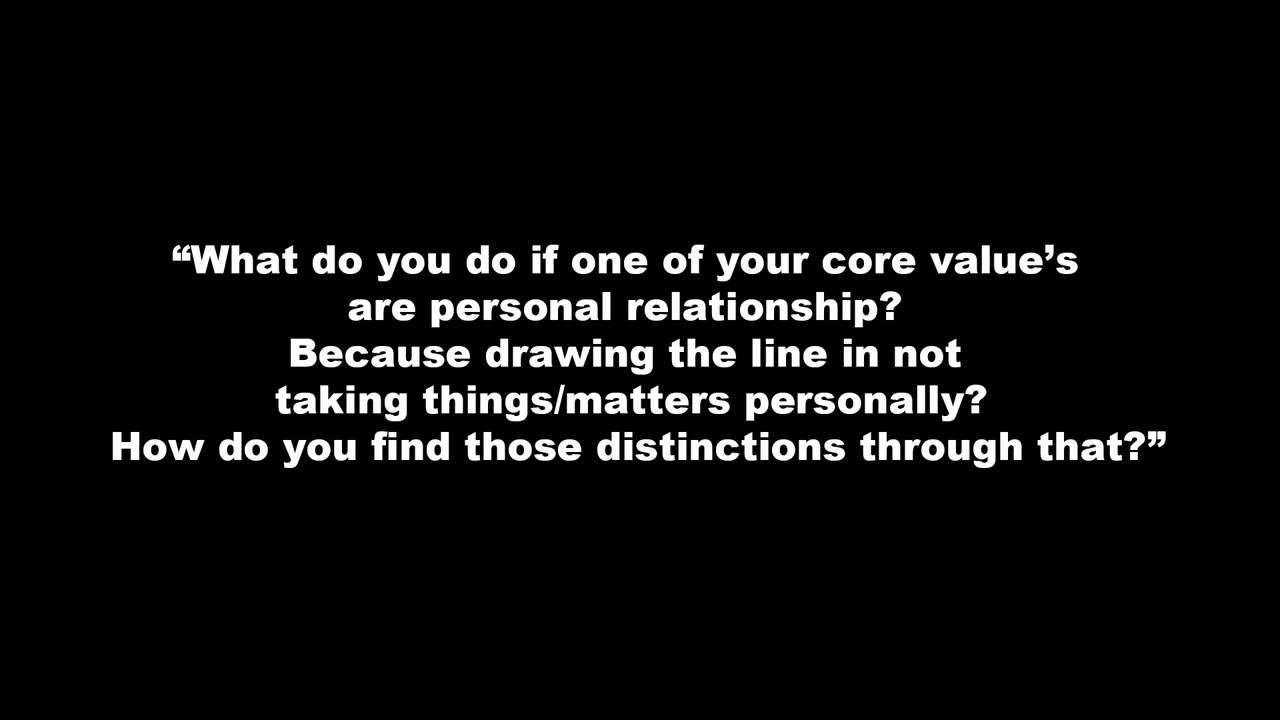 “What do you do if one of your core value’s
are personal relationship?
Because drawing the line in not
taking things/matters personally?
How do you find those distinctions through that?”